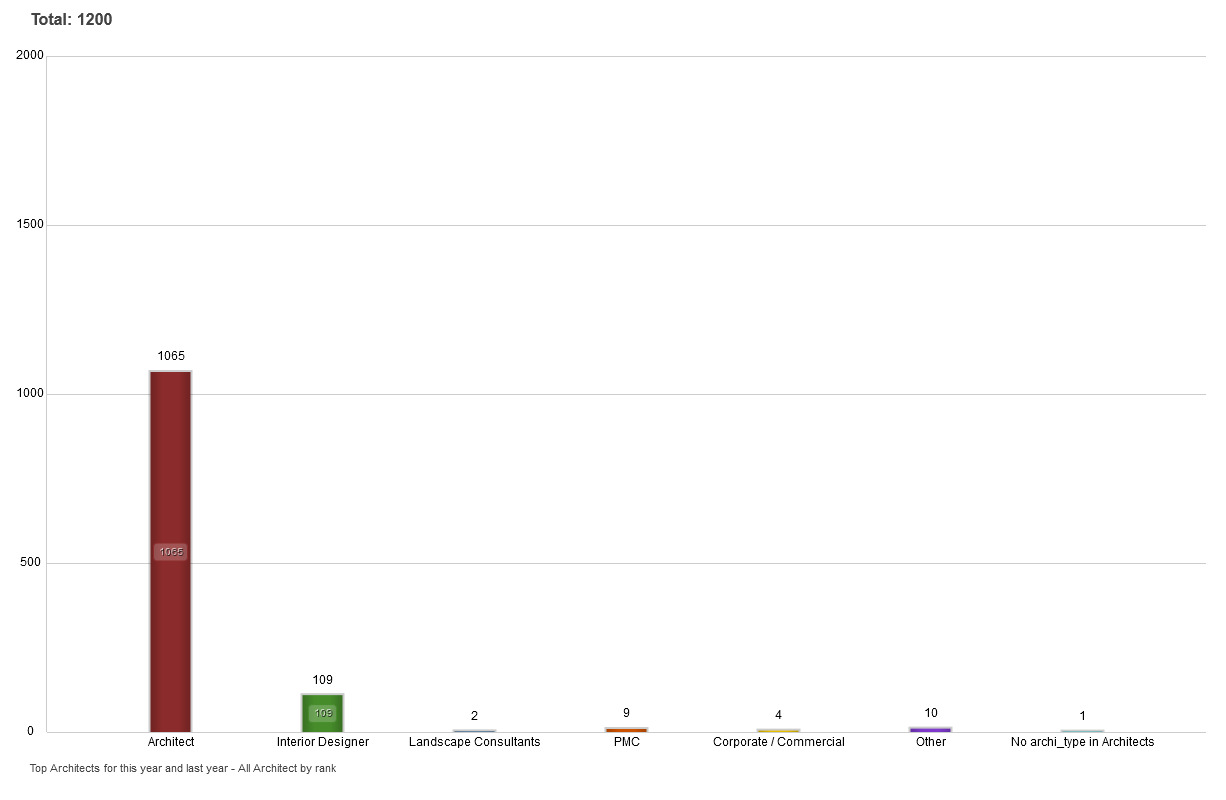 Total: 1200
2000
1500
1000
500
0
1065
1065
109
109
2
9
4
10
1
Architect
Interior Designer
Landscape Consultants
PMC
Corporate / Commercial
Other
No archi_type in Architects
Top Architects for this year and last year - All Architect by rank